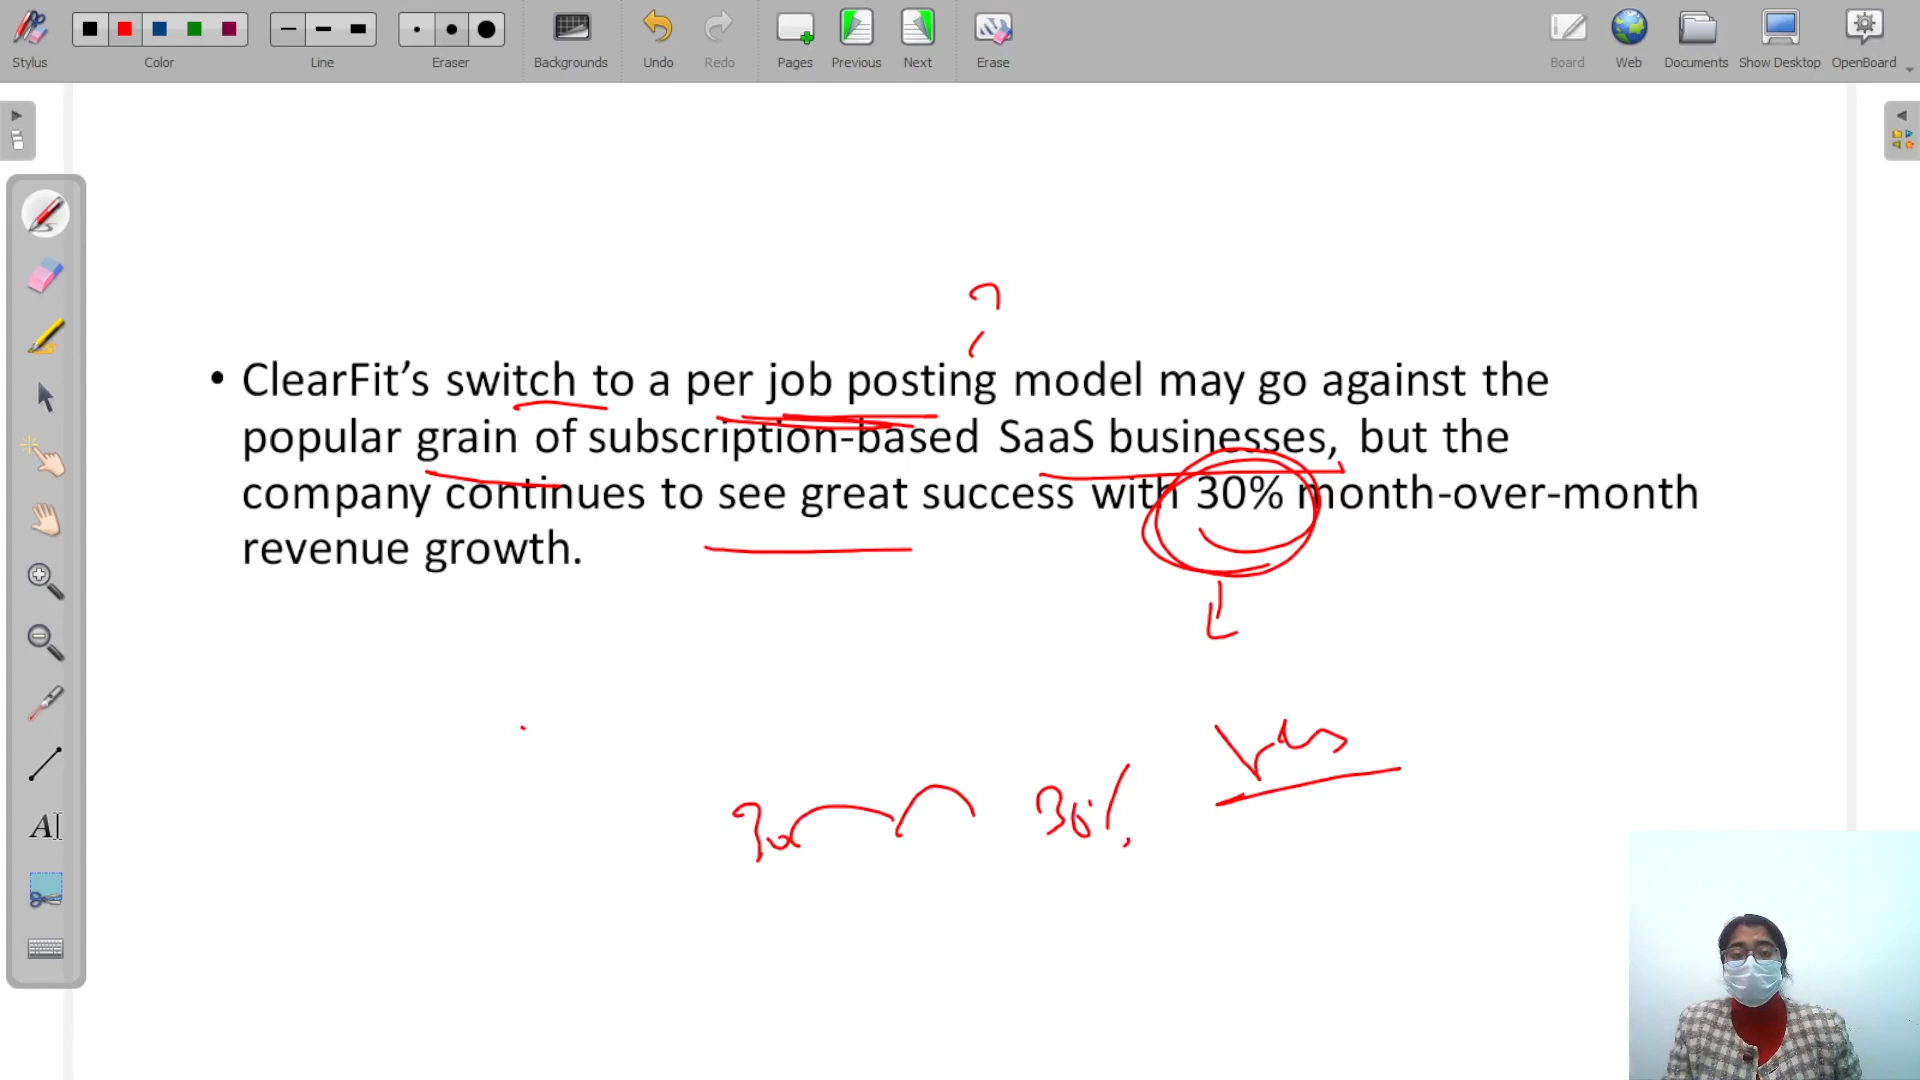 Stylus Color Line Eraser Backgrounds Undo Redo Pages Previous Next Erase Board Web Documents Show Desktop OpenBoard
• ClearFit’s switch to a per job posting model may go against the
popular grain of subscription-based SaaS businesses, but the
company continues to see great success with 30% month-over-month
revenue growth.
30%